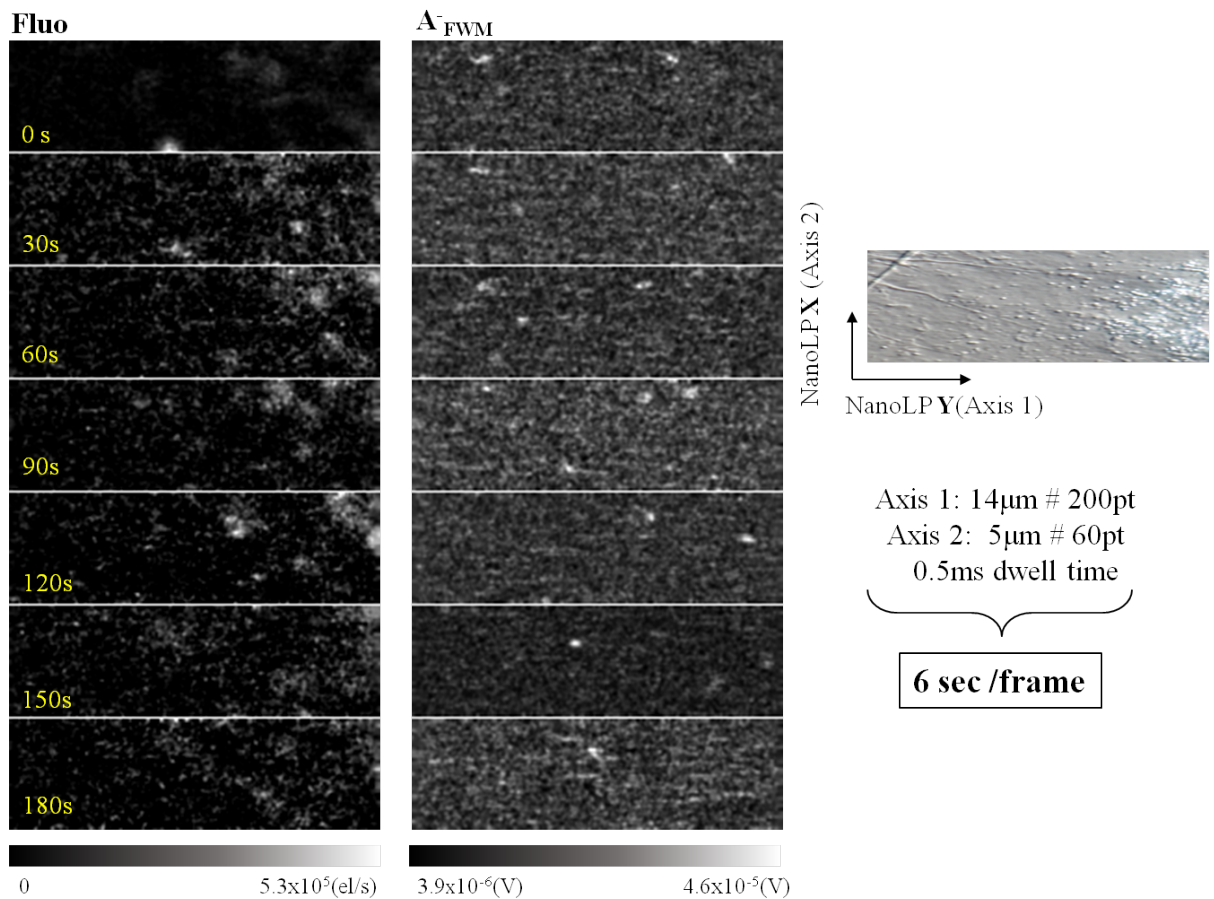 Fluo
A⁻FWM
0 s
30s
60s
90s
120s
150s
180s
0
5.3x10⁵(el/s)
3.9x10⁻⁶(V)
4.6x10⁻⁵(V)
NanoLP X (Axis 2)
NanoLP Y(Axis 1)
Axis 1: 14μm # 200pt
Axis 2: 5μm # 60pt
0.5ms dwell time
6 sec /frame